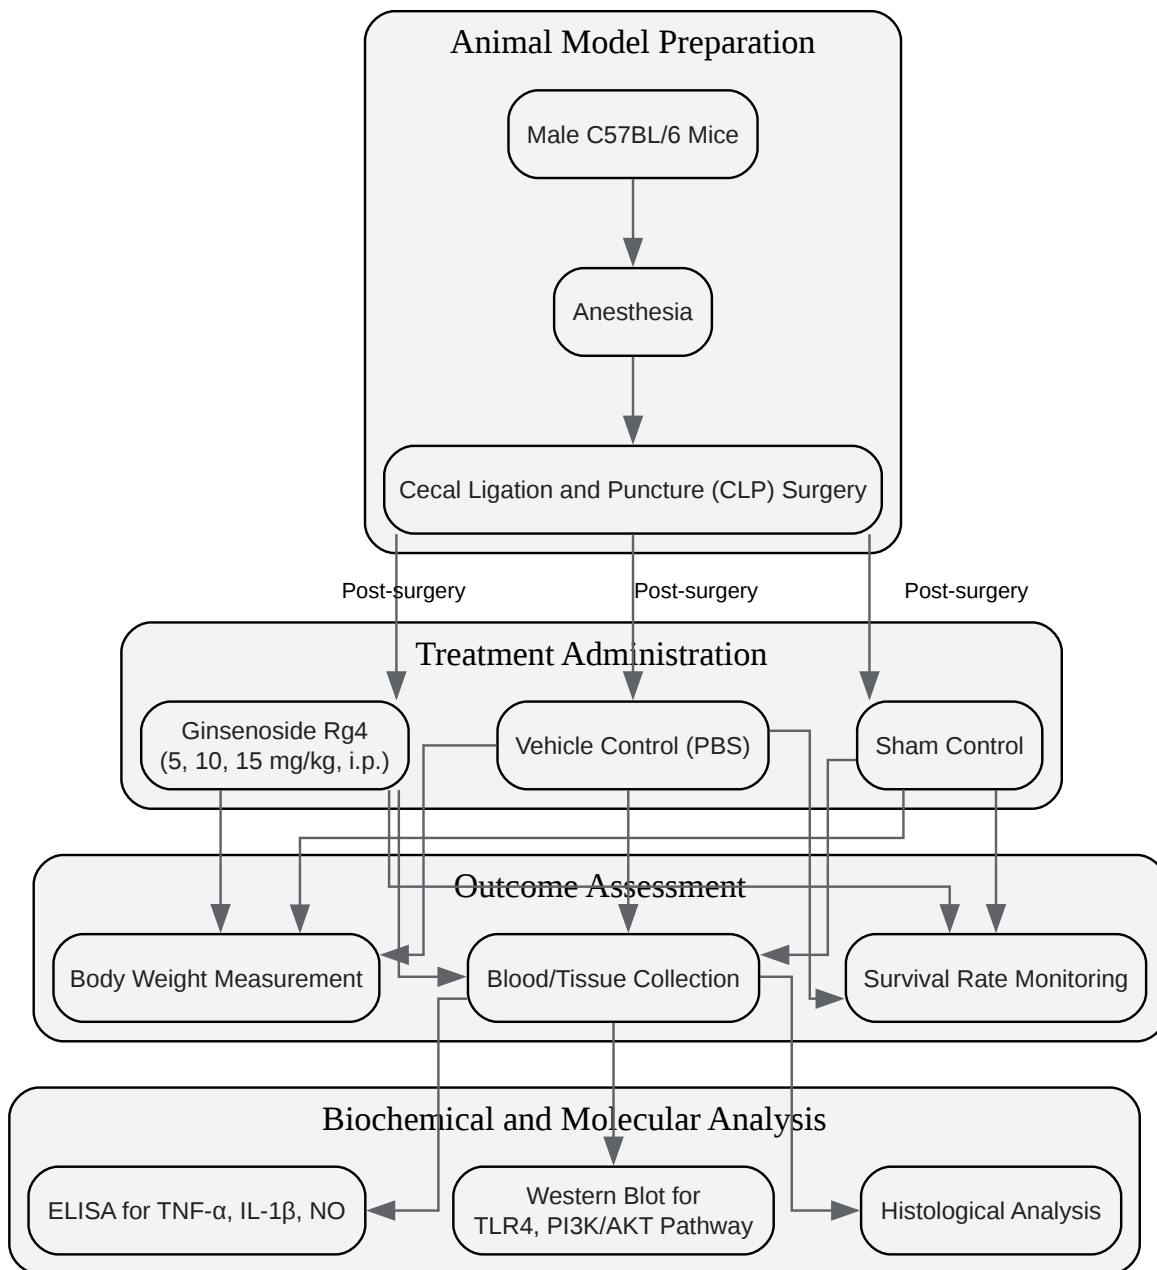 Animal Model Preparation
Male C57BL/6 Mice
Anesthesia
Cecal Ligation and Puncture (CLP) Surgery
Post-surgery
Post-surgery
Post-surgery
Treatment Administration
Ginsenoside Rg4
(5, 10, 15 mg/kg, i.p.)
Vehicle Control (PBS)
Sham Control
Outcome Assessment
Body Weight Measurement
Blood/Tissue Collection
Survival Rate Monitoring
Biochemical and Molecular Analysis
ELISA for TNF-α, IL-1β, NO
Western Blot for
TLR4, PI3K/AKT Pathway
Histological Analysis